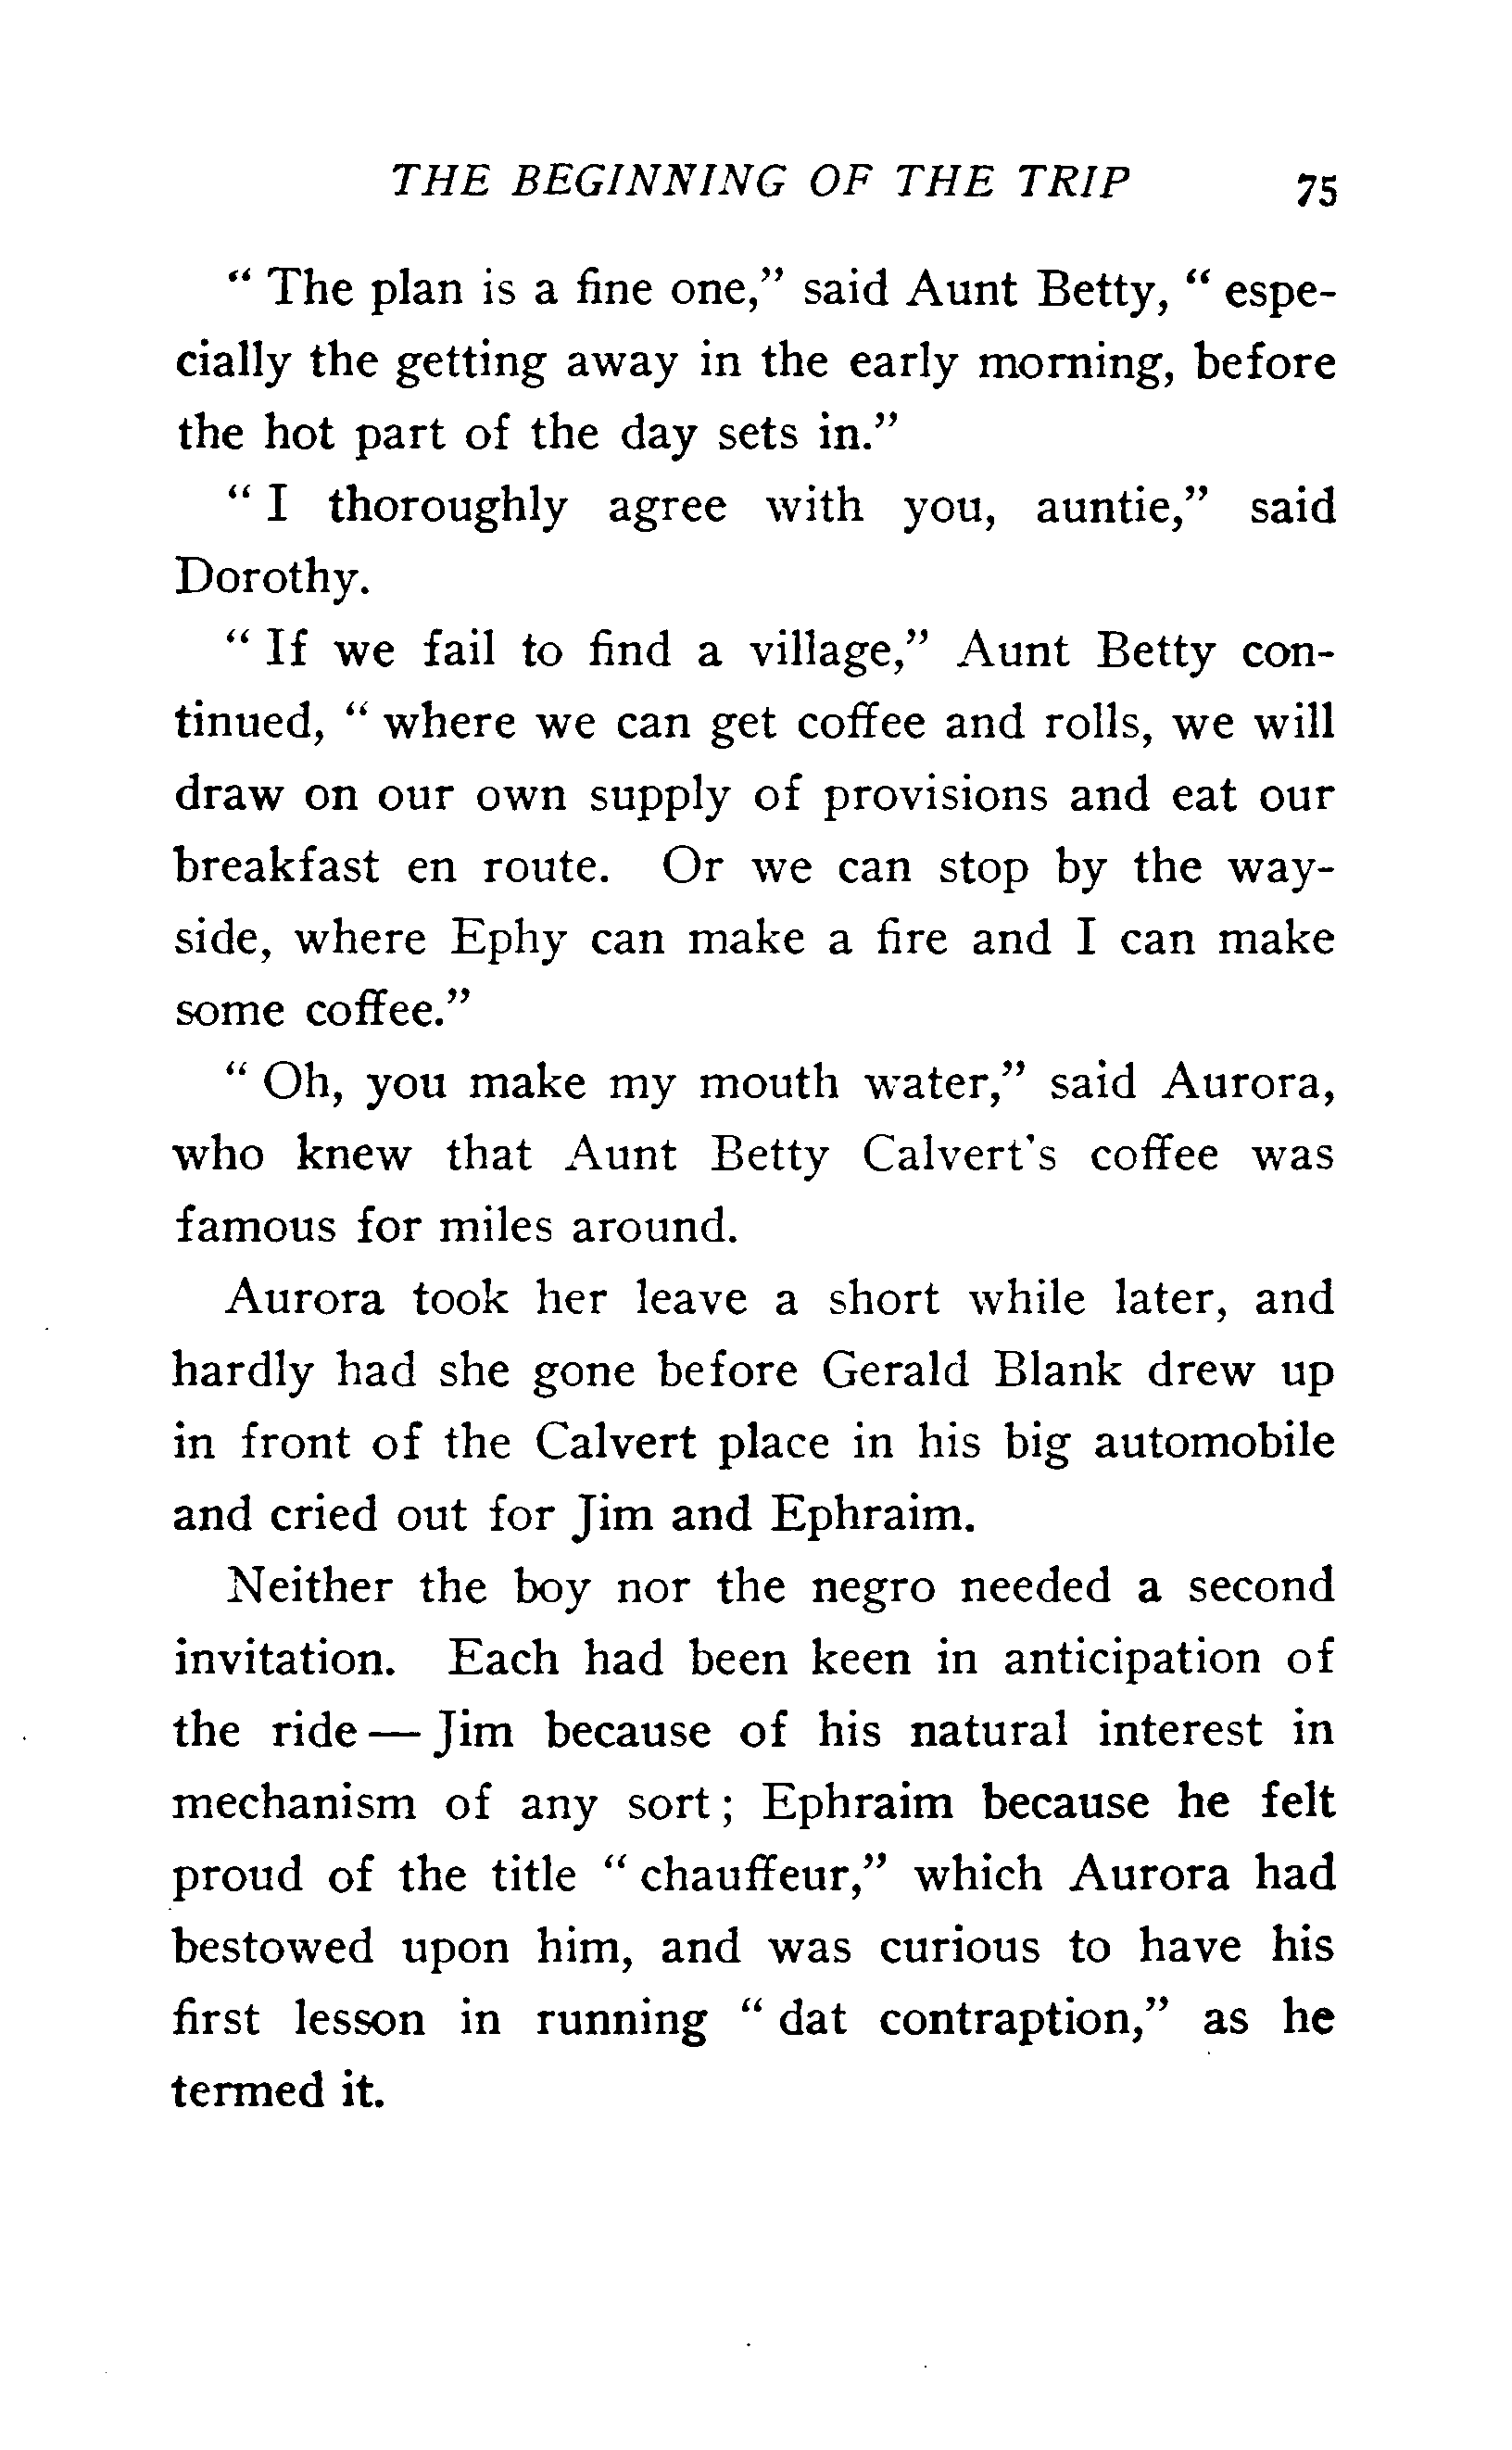 THE BEGINNING OF THE TRIP 75
" The plan is a fine one," said Aunt Betty, " espe-
cially the getting away in the early morning, before
the hot part of the day sets in."
" I thoroughly agree with you, auntie," said
Dorothy.
" If we fail to find a village," Aunt Betty con-
tinued, " where we can get coffee and rolls, we will
draw on our own supply of provisions and eat our
breakfast en route. Or we can stop by the way-
side, where Ephy can make a fire and I can make
some coffee."
" Oh, you make my mouth water," said Aurora,
who knew that Aunt Betty Calvert's coffee was
famous for miles around.
Aurora took her leave a short while later, and
hardly had she gone before Gerald Blank drew up
in front of the Calvert place in his big automobile
and cried out for Jim and Ephraim.
Neither the boy nor the negro needed a second
invitation. Each had been keen in anticipation of
the ride — Jim because of his natural interest in
mechanism of any sort; Ephraim because he felt
proud of the title " chauffeur," which Aurora had
bestowed upon him, and was curious to have his
first lesson in running " dat contraption," as he
termed it.